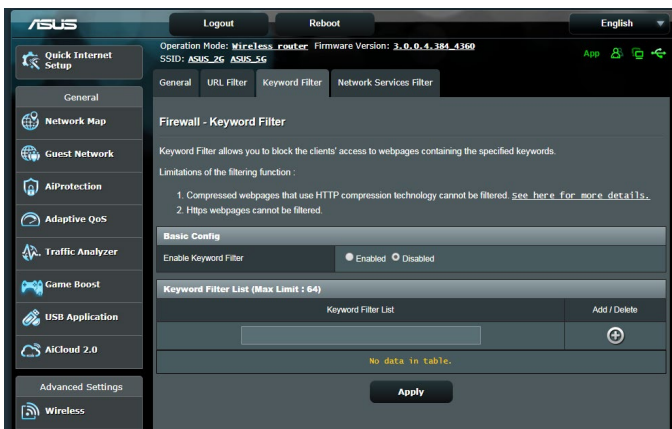 ASUS
Logout
Reboot
English
Quick Internet
Setup
General
Network Map
Guest Network
AiProtection
Adaptive QoS
Traffic Analyzer
Game Boost
USB Application
AiCloud 2.0
Advanced Settings
Wireless
Operation Mode: Wireless router Firmware Version: 3.0.0.4.384_4360
SSID: ASUS_2G ASUS_5G
App
General URL Filter Keyword Filter Network Services Filter
Firewall - Keyword Filter
Keyword Filter allows you to block the clients' access to webpages containing the specified keywords.
Limitations of the filtering function :
1. Compressed webpages that use HTTP compression technology cannot be filtered. See here for more details.
2. Https webpages cannot be filtered.
Basic Config
Enable Keyword Filter Enabled Disabled
Keyword Filter List (Max Limit : 64)
Keyword Filter List Add / Delete
No data in table.
Apply